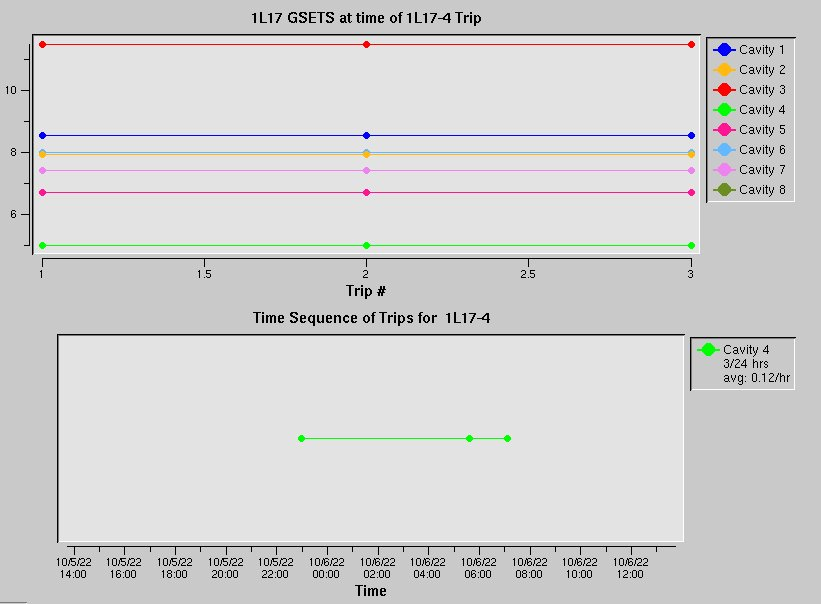 1L17 GSETS at time of 1L17-4 Trip
10
8
6
1 1.5 2 2.5 3
Trip #
Cavity 1
Cavity 2
Cavity 3
Cavity 4
Cavity 5
Cavity 6
Cavity 7
Cavity 8
Time Sequence of Trips for 1L17-4
Cavity 4
3/24 hrs
avg: 0.12/hr
10/5/22 10/5/22 10/5/22 10/5/22 10/5/22 10/6/22 10/6/22 10/6/22 10/6/22 10/6/22 10/6/22 10/6/22
14:00 16:00 18:00 20:00 22:00 00:00 02:00 04:00 06:00 08:00 10:00 12:00
Time